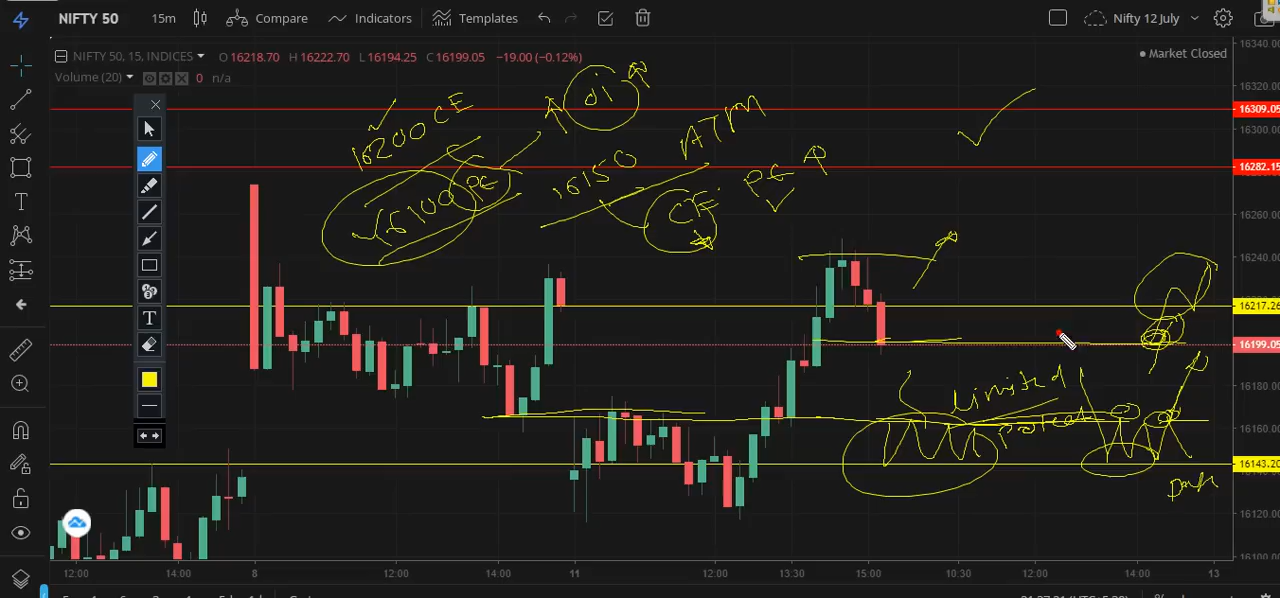 NIFTY 50 15m Compare Indicators Templates Nifty 12 July
NIFTY 50, 15, INDICES O 16218.70 H 16222.70 L 16194.25 C 16199.05 −19.00 (−0.12%)
Market Closed
Volume (20) 0 n/a
16340.00
16320.00
16309.05
16300.00
16282.15
16260.00
16240.00
16217.26
16199.05
16180.00
16160.00
16143.20
16120.00
oi
16200 CE
ATM
16150
PE
16100 PE
CE
limited
T
T
12:00 14:00 8 12:00 14:00 11 12:00 13:30 15:00 10:30 12:00 14:00 13